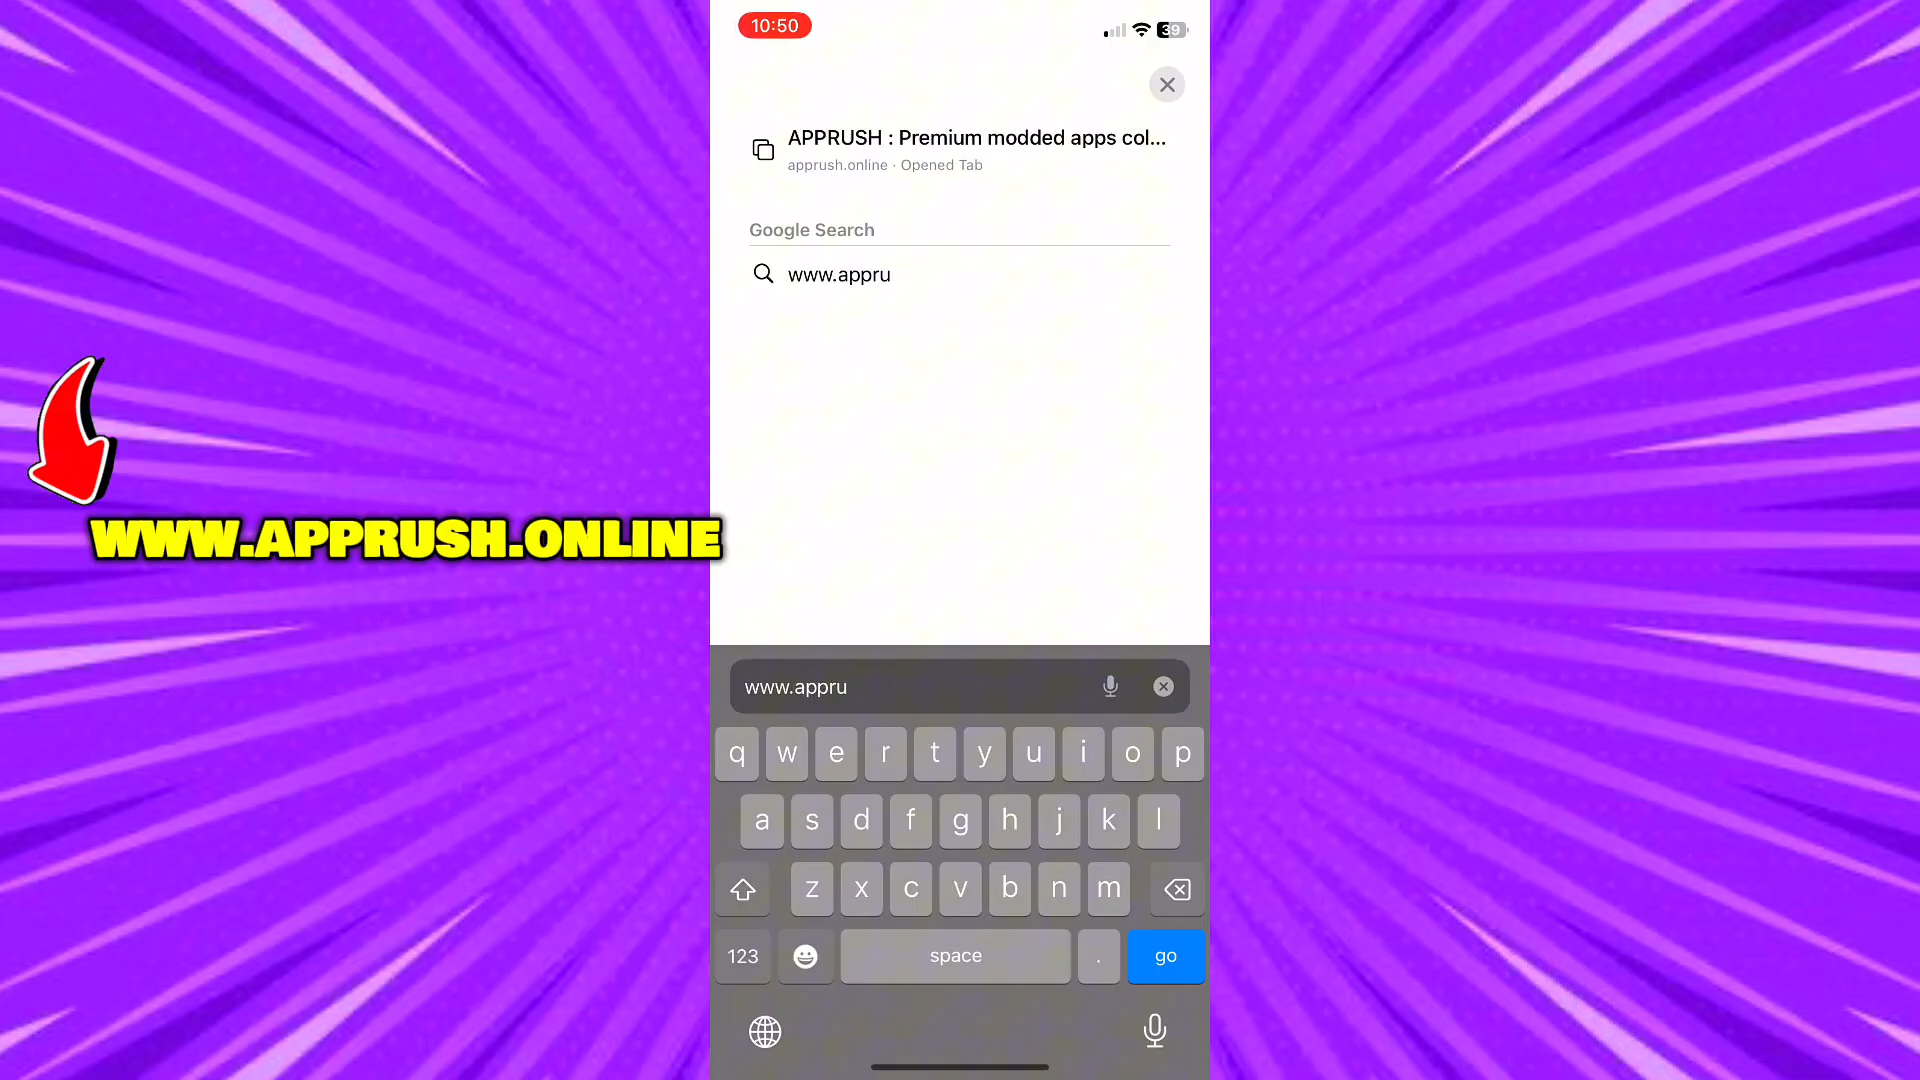 10:50
39
APPRUSH : Premium modded apps col...
apprush.online · Opened Tab
Google Search
www.appru
WWW.APPRUSH.ONLINE
www.appru
q w e r t y u i o p
a s d f g h j k l
z x c v b n m
123 space . go